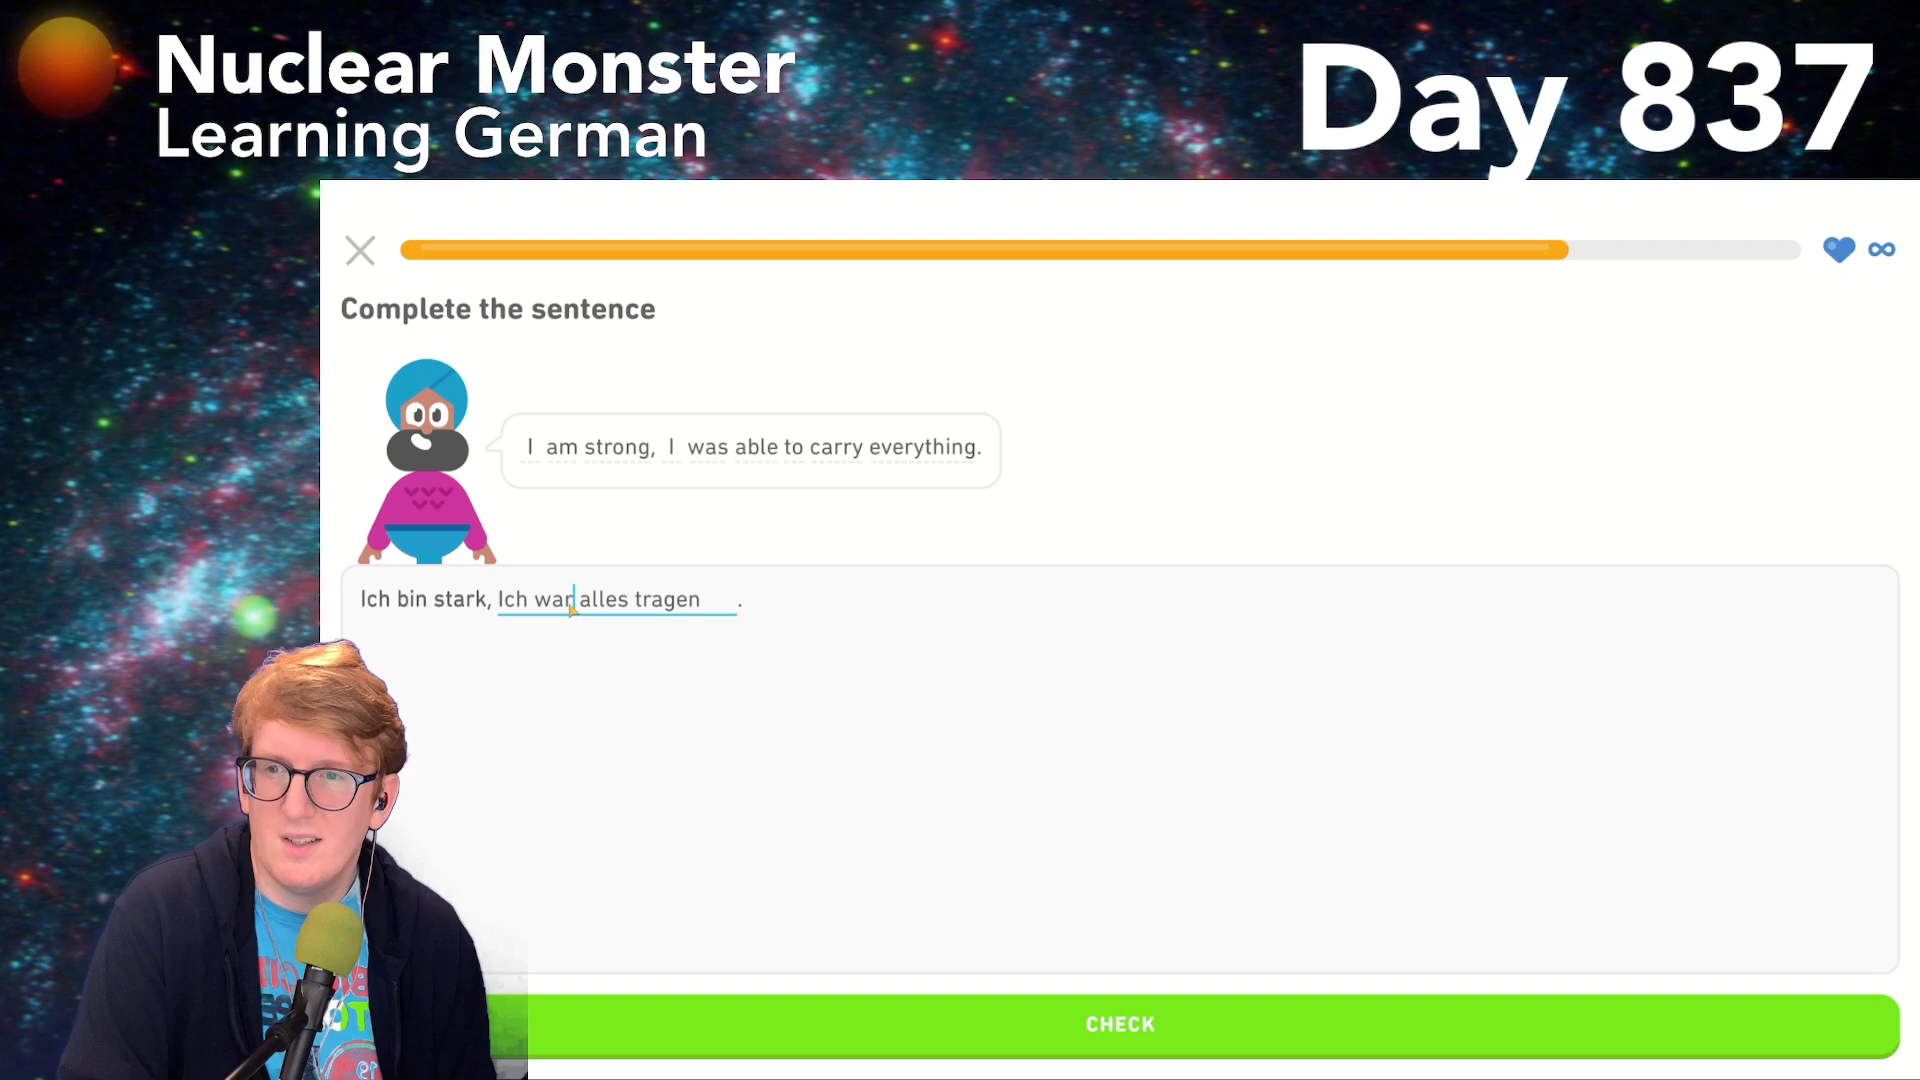 Nuclear Monster
Learning German
Day 837
Complete the sentence
I am strong, I was able to carry everything.
Ich bin stark, Ich war alles tragen .
CHECK